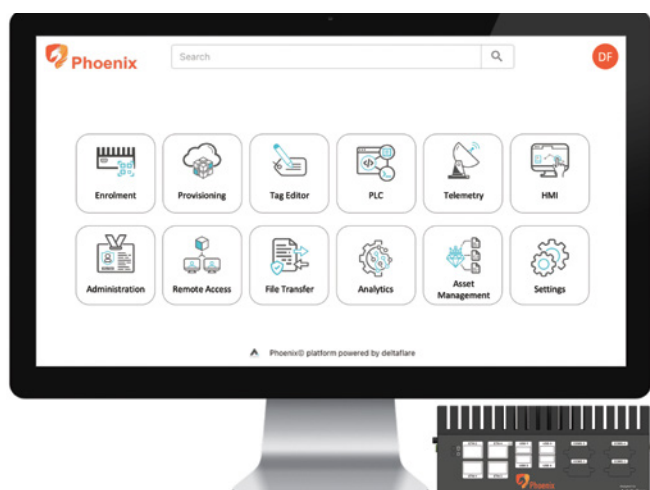 Phoenix
Search
DF
Enrolment
Provisioning
Tag Editor
PLC
Telemetry
HMI
Administration
Remote Access
File Transfer
Analytics
Asset
Management
Settings
Phoenix© platform powered by deltaflare
Phoenix